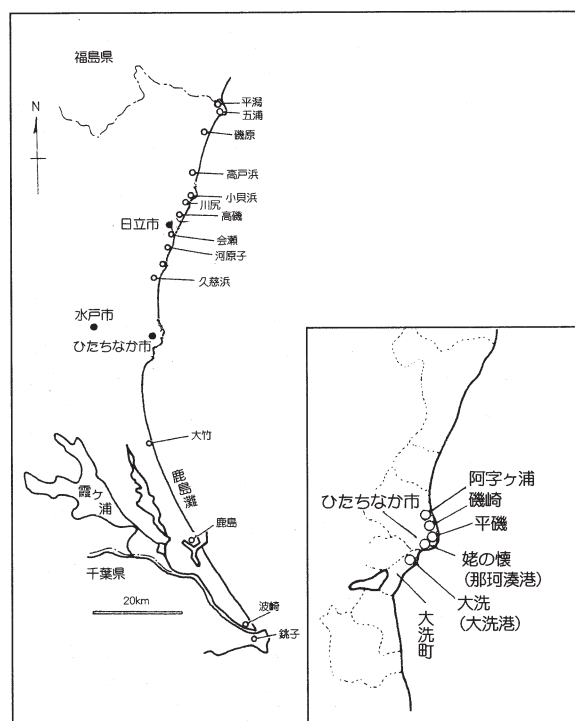 福島県
N
平潟
五浦
磯原
高戸浜
小貝浜
川尻
高磯
日立市
会瀬
河原子
久慈浜
水戸市
ひたちなか市
大竹
鹿島灘
霞ヶ浦
鹿島
千葉県
20km
波崎
銚子
阿字ヶ浦
磯崎
ひたちなか市
平磯
姥の懐
(那珂湊港)
大洗
(大洗港)
大洗町